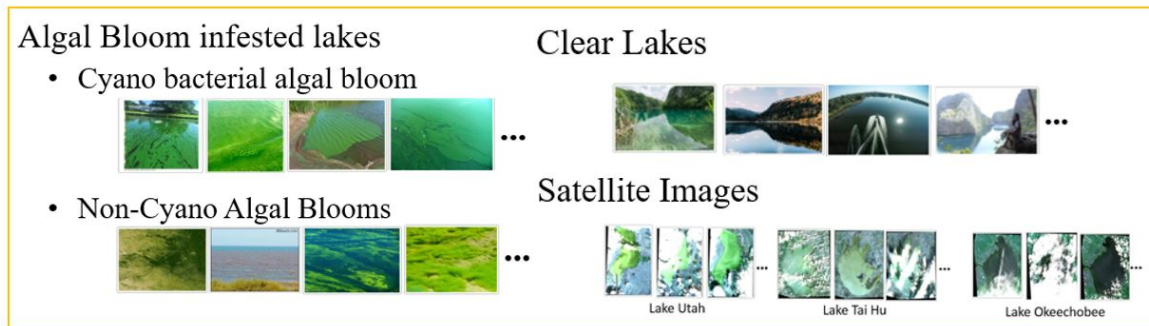 Algal Bloom infested lakes
• Cyano bacterial algal bloom
...
• Non-Cyano Algal Blooms
...
Clear Lakes
...
Satellite Images
... ... ...
Lake Utah
Lake Tai Hu
Lake Okeechobee